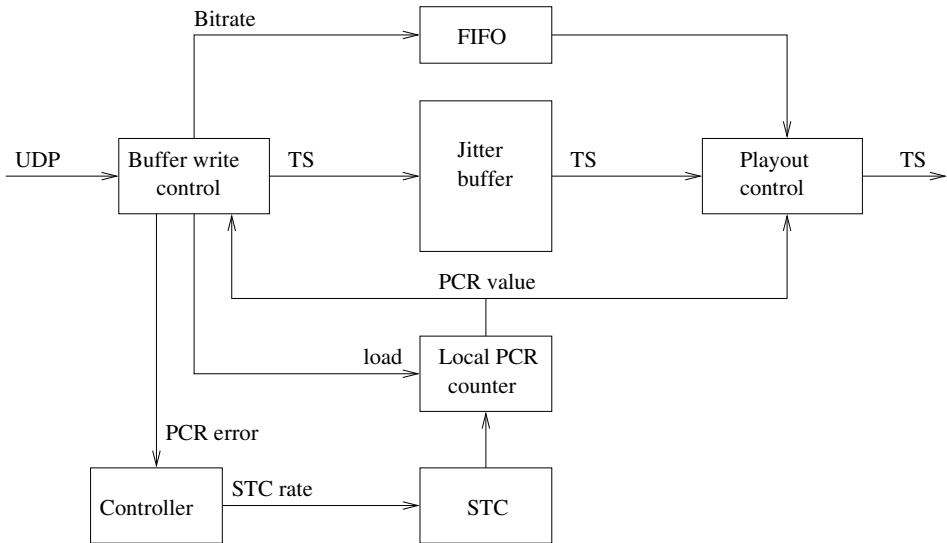 Bitrate
FIFO
UDP
Buffer write
control
TS
Jitter
buffer
TS
Playout
control
TS
PCR value
load
Local PCR
counter
PCR error
Controller
STC rate
STC